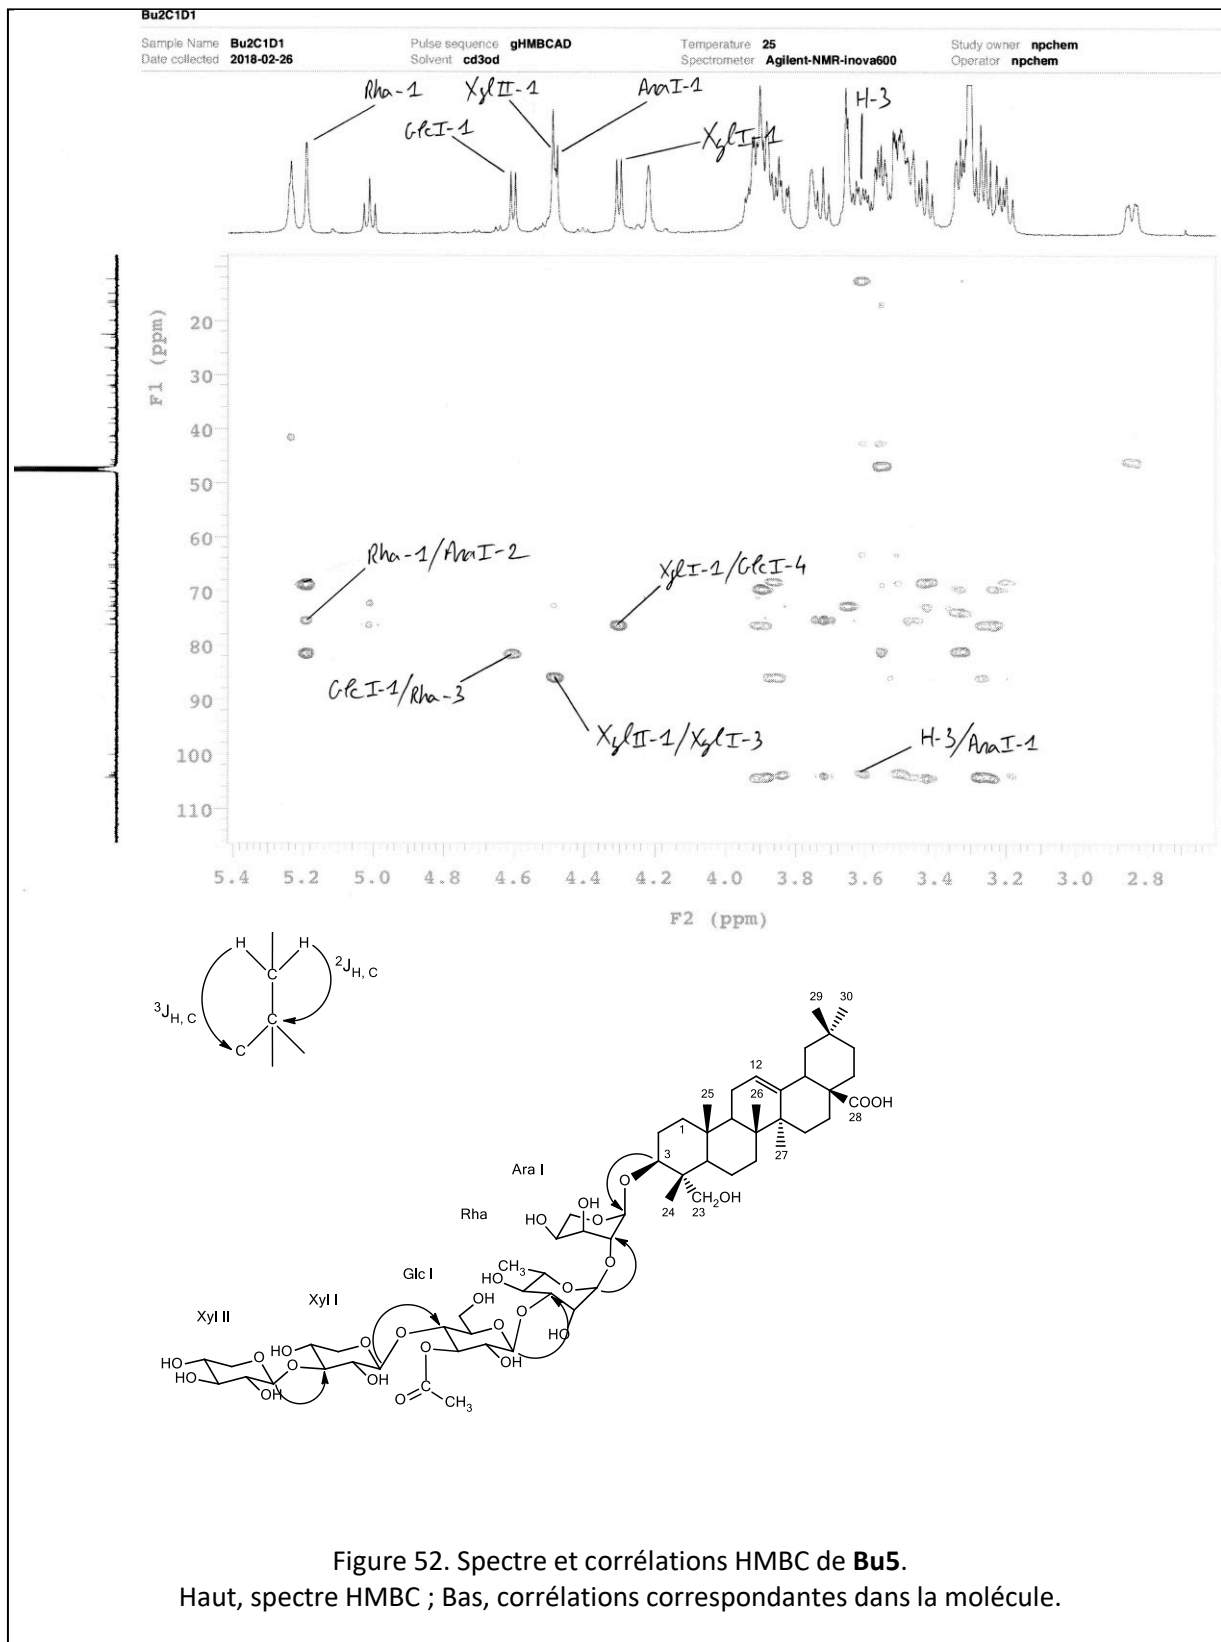 Bu2C1D1
Sample Name Bu2C1D1 Pulse sequence gHMBCAD Temperature 25 Study owner npchem
Date collected 2018-02-26 Solvent cd3od Spectrometer Agilent-NMR-inova600 Operator npchem
Rha-1 XylII-1 AraI-1 H-3
GlcI-1 XylI-1
F1 (ppm)
20
30
40
50
60
70
80
90
100
110
Rha-1/AraI-2
XylI-1/GlcI-4
GlcI-1/Rha-3
XylII-1/XylI-3
H-3/AraI-1
5.4 5.2 5.0 4.8 4.6 4.4 4.2 4.0 3.8 3.6 3.4 3.2 3.0 2.8
F2 (ppm)
H H
2JH, C
C
3JH, C
C
C
29 30
12
25 26
COOH
28
1
27
3
Ara I
O
OH
CH2OH
24 23
Rha
HO
O
O
CH3
HO
O
Glc I
OH
O
HO
Xyl I
O
O
Xyl II
HO
O
O
OH
HO
O
O
OH
O
HO
OH
C
O
CH3
Figure 52. Spectre et corrélations HMBC de Bu5.
Haut, spectre HMBC ; Bas, corrélations correspondantes dans la molécule.